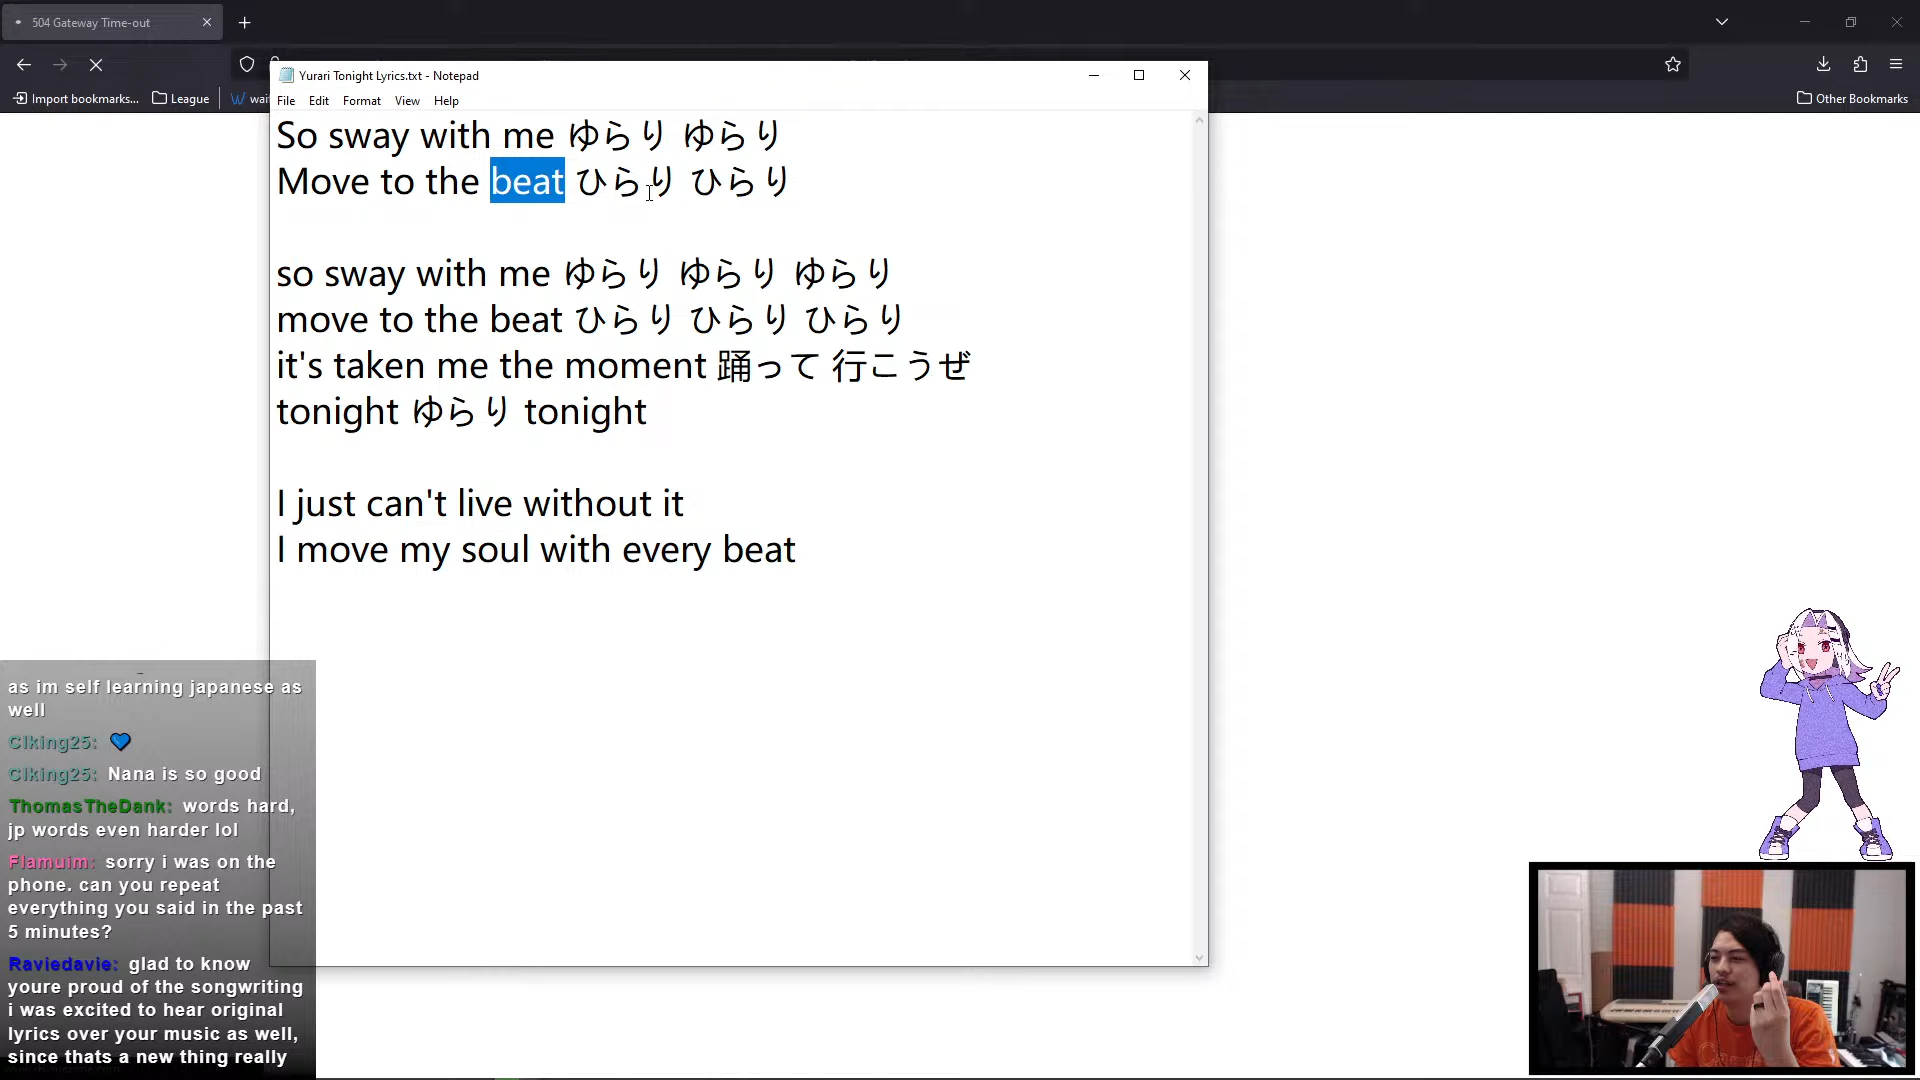 504 Gateway Time-out
Import bookmarks...
League
wai
Other Bookmarks
Yurari Tonight Lyrics.txt - Notepad
File Edit Format View Help
So sway with me ゆらり ゆらり
Move to the beat ひらり ひらり
so sway with me ゆらり ゆらり ゆらり
move to the beat ひらり ひらり ひらり
it's taken me the moment 踊って 行こうぜ
tonight ゆらり tonight
I just can't live without it
I move my soul with every beat
as im self learning japanese as
well
Clking25:
Clking25: Nana is so good
ThomasTheDank: words hard,
jp words even harder lol
Flamuim: sorry i was on the
phone. can you repeat
everything you said in the past
5 minutes?
Raviedavie: glad to know
youre proud of the songwriting
i was excited to hear original
lyrics over your music as well,
since thats a new thing really